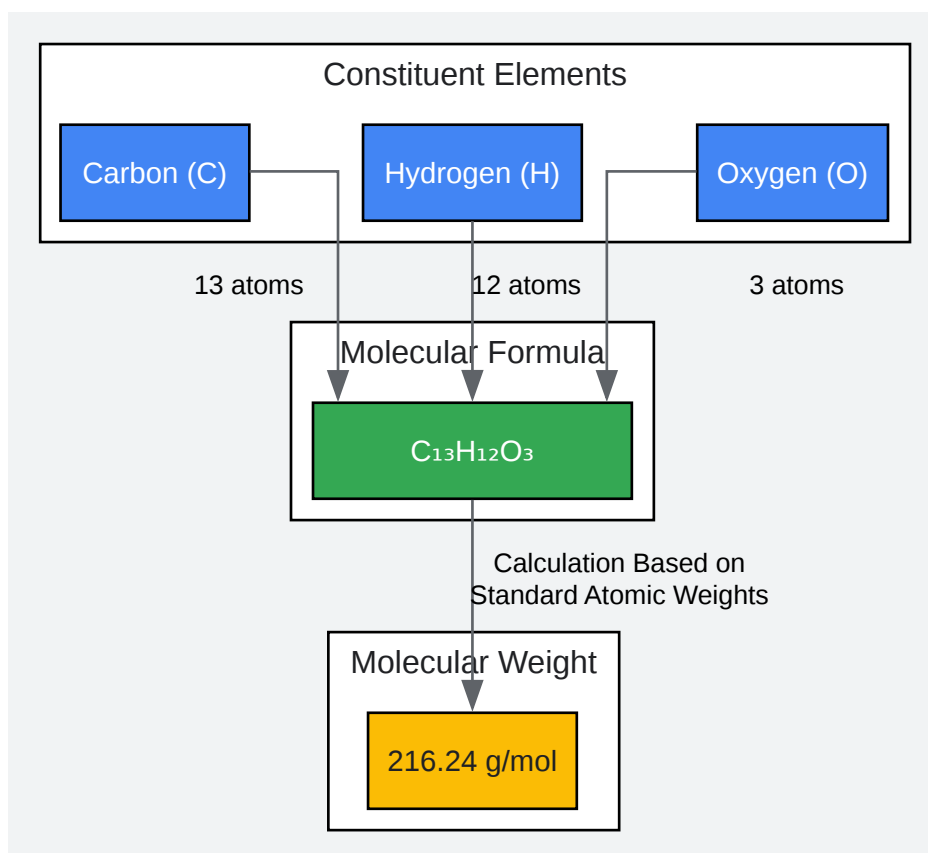 Constituent Elements
Carbon (C)
Hydrogen (H)
Oxygen (O)
13 atoms
12 atoms
3 atoms
Molecular Formula
C₁₃H₁₂O₃
Calculation Based on
Standard Atomic Weights
Molecular Weight
216.24 g/mol